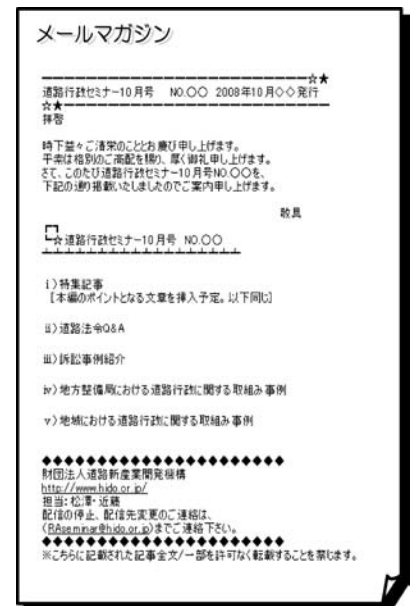 メールマガジン
━━━━━━━━━━━━━━━━━━━━━━━━☆★
道路行政セミナー10月号 NO.〇〇 2008年10月◇◇発行
☆★━━━━━━━━━━━━━━━━━━━━━━━━
拝啓
時下益々ご清栄のこととお慶び申し上げます。
平素は格別のご高配を賜り、厚く御礼申し上げます。
さて、このたび道路行政セミナー10月号NO.〇〇を、
下記の通り掲載いたしましたのでご案内申し上げます。
敬具
┗☆道路行政セミナー10月号 NO.〇〇
┻┻┻┻┻┻┻┻┻┻┻┻┻┻┻┻┻┻
ⅰ)特集記事
[本編のポイントとなる文章を挿入予定。以下同じ]
ⅱ)道路法令Q&A
ⅲ)訴訟事例紹介
ⅳ)地方整備局における道路行政に関する取組み事例
ⅴ)地域における道路行政に関する取組み事例
◆◆◆◆◆◆◆◆◆◆◆◆◆◆◆◆◆◆◆◆◆◆
財団法人道路新産業開発機構
http://www.hido.or.jp/
担当:松澤・近藤
配信の停止、配信先変更のご連絡は、
(RAseminar@hido.or.jp)までご連絡下さい。
◆◆◆◆◆◆◆◆◆◆◆◆◆◆◆◆◆◆◆◆◆◆
※こちらに記載された記事全文/一部を許可なく転載することを禁じます。